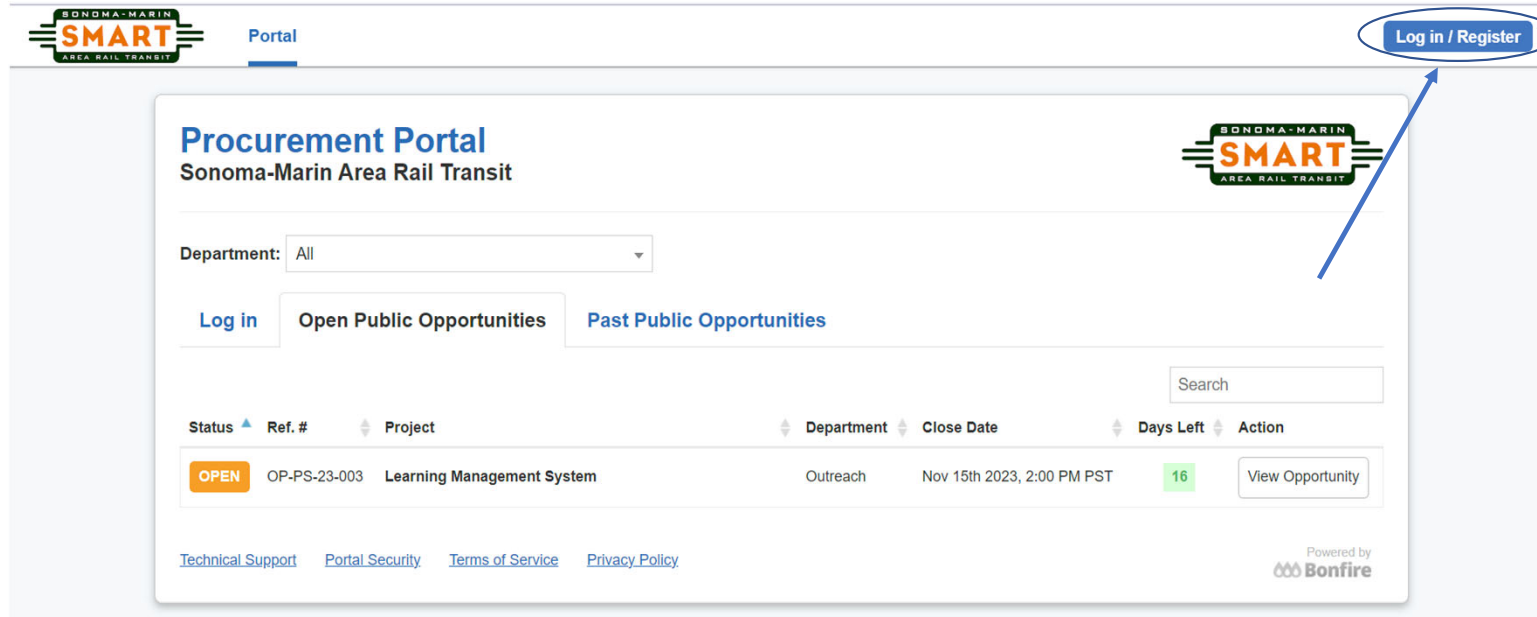 SONOMA-MARIN
SMART
AREA RAIL TRANSIT
Portal
Log in / Register
Procurement Portal
Sonoma-Marin Area Rail Transit
SONOMA-MARIN
SMART
AREA RAIL TRANSIT
Department: All
Log in Open Public Opportunities Past Public Opportunities
Search
Status Ref. # Project Department Close Date Days Left Action
OPEN OP-PS-23-003 Learning Management System Outreach Nov 15th 2023, 2:00 PM PST 16 View Opportunity
Technical Support Portal Security Terms of Service Privacy Policy
Powered by
Bonfire